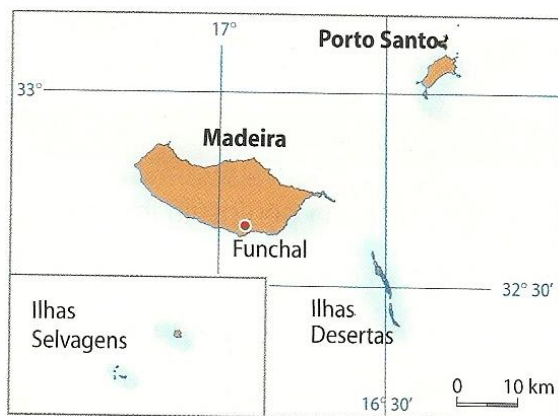 17°
Porto Santo
33°
Madeira
Funchal
32° 30'
Ilhas
Selvagens
Ilhas
Desertas
0 10 km
16° 30'